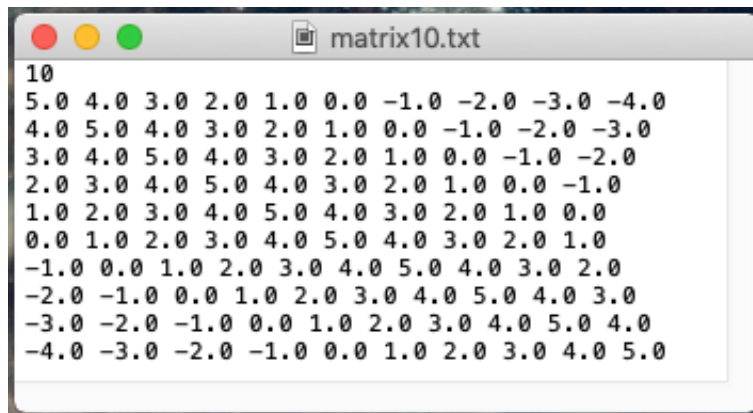 matrix10.txt
10
5.0 4.0 3.0 2.0 1.0 0.0 -1.0 -2.0 -3.0 -4.0
4.0 5.0 4.0 3.0 2.0 1.0 0.0 -1.0 -2.0 -3.0
3.0 4.0 5.0 4.0 3.0 2.0 1.0 0.0 -1.0 -2.0
2.0 3.0 4.0 5.0 4.0 3.0 2.0 1.0 0.0 -1.0
1.0 2.0 3.0 4.0 5.0 4.0 3.0 2.0 1.0 0.0
0.0 1.0 2.0 3.0 4.0 5.0 4.0 3.0 2.0 1.0
-1.0 0.0 1.0 2.0 3.0 4.0 5.0 4.0 3.0 2.0
-2.0 -1.0 0.0 1.0 2.0 3.0 4.0 5.0 4.0 3.0
-3.0 -2.0 -1.0 0.0 1.0 2.0 3.0 4.0 5.0 4.0
-4.0 -3.0 -2.0 -1.0 0.0 1.0 2.0 3.0 4.0 5.0